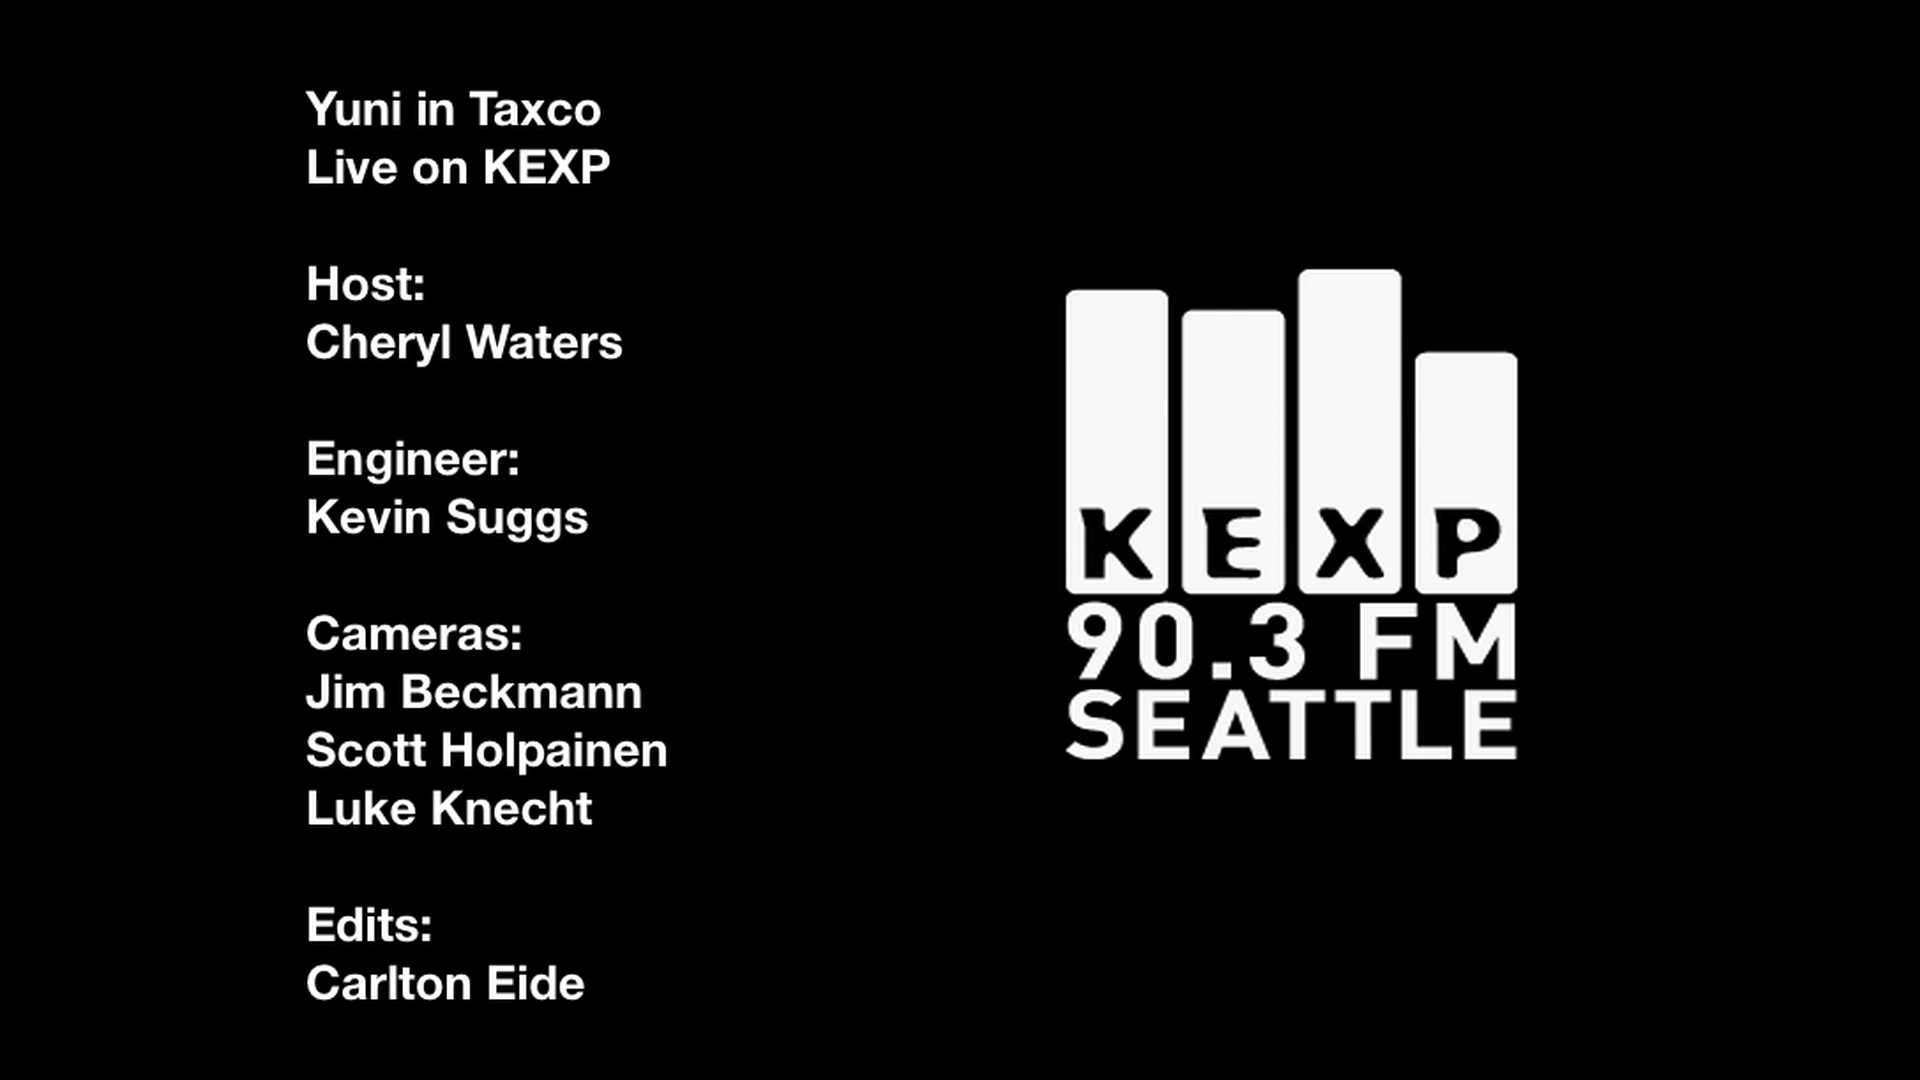 Yuni in Taxco
Live on KEXP
Host:
Cheryl Waters
Engineer:
Kevin Suggs
Cameras:
Jim Beckmann
Scott Holpainen
Luke Knecht
Edits:
Carlton Eide
KEXP
90.3 FM
SEATTLE